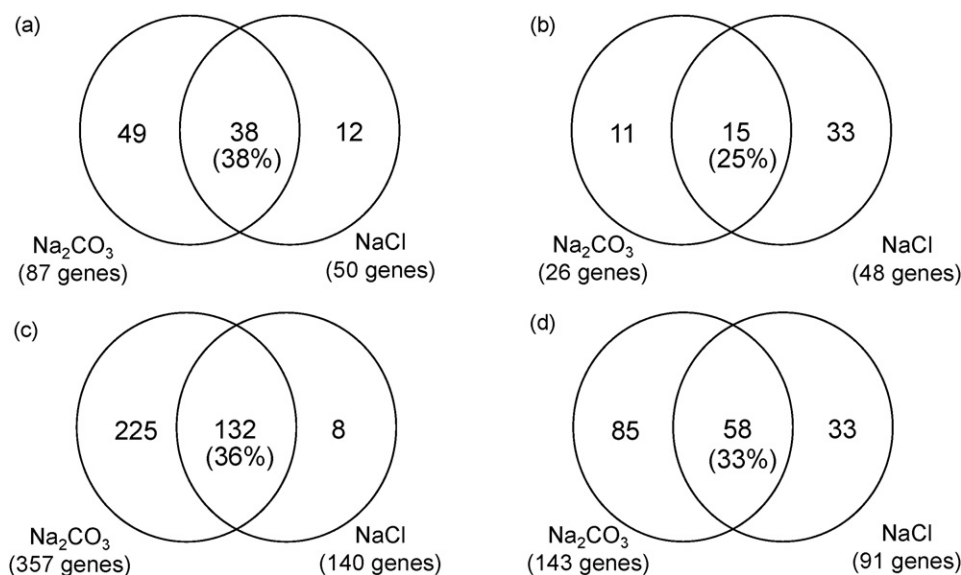 (a)
49 38 12
(38%)
Na₂CO₃ NaCl
(87 genes) (50 genes)
(b)
11 15 33
(25%)
Na₂CO₃ NaCl
(26 genes) (48 genes)
(c)
225 132 8
(36%)
Na₂CO₃ NaCl
(357 genes) (140 genes)
(d)
85 58 33
(33%)
Na₂CO₃ NaCl
(143 genes) (91 genes)